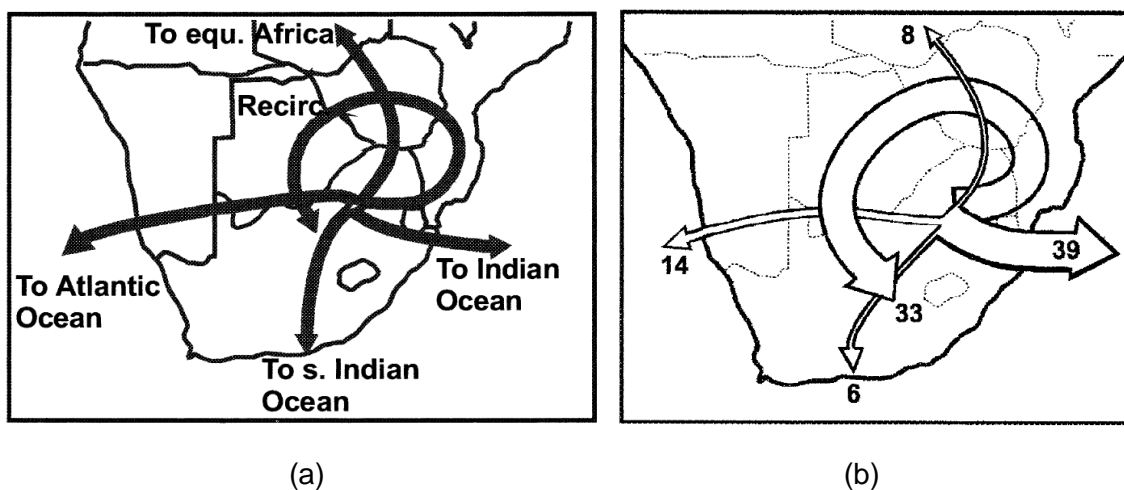 To equ. Africa
Recirc.
To Atlantic
Ocean
To Indian
Ocean
To s. Indian
Ocean
8
14
39
33
6
(a)
(b)